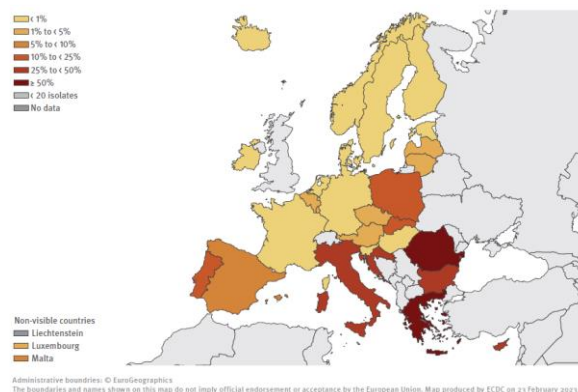 < 1%
1% to < 5%
5% to < 10%
10% to < 25%
25% to < 50%
≥ 50%
< 20 isolates
No data
Non-visible countries
Liechtenstein
Luxembourg
Malta
Administrative boundries: © EuroGeographics
The boundaries and names shown on this map do not imply official endorsement or acceptance by the European Union. Map produced by ECDC on 23 February 2023